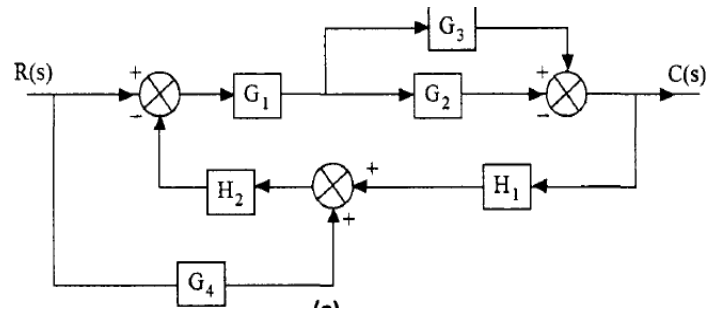 G₃
R(s)
+
+
C(s)
G₁
G₂
−
−
+
H₂
H₁
+
G₄